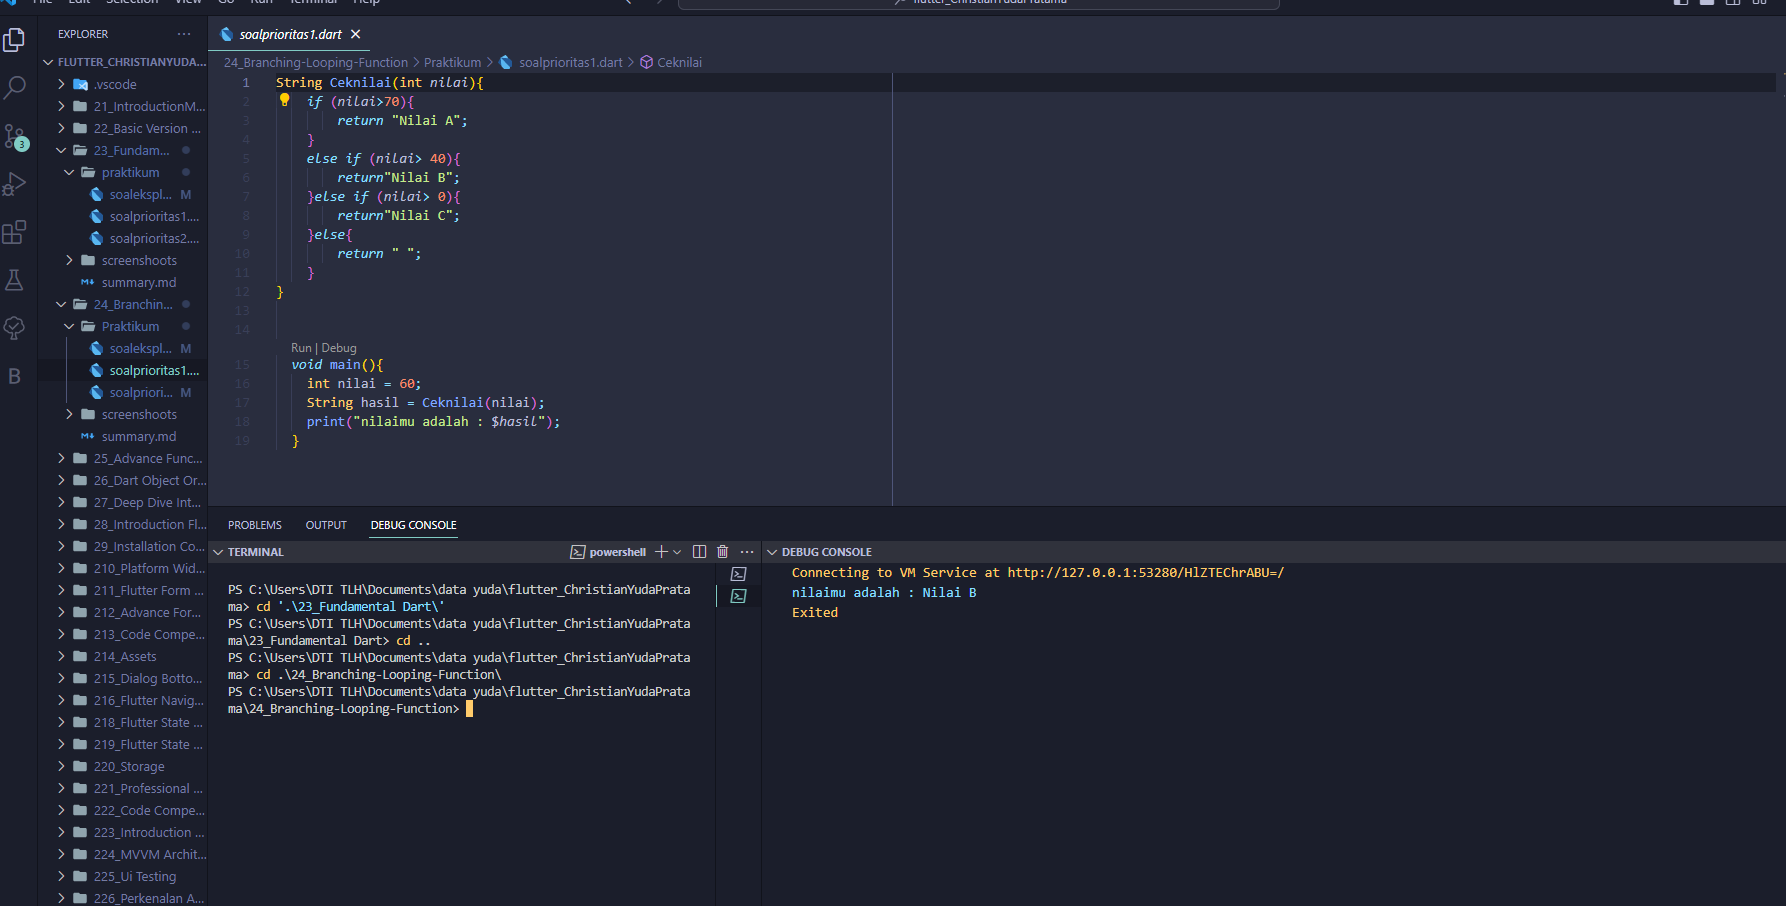 File Edit Selection View Go Run Terminal Help
flutter_ChristianYudaPratama
EXPLORER
FLUTTER_CHRISTIANYUDA...
.vscode
21_IntroductionM...
22_Basic Version ...
23_Fundam...
praktikum
soalekspl... M
soalprioritas1....
soalprioritas2....
screenshoots
summary.md
24_Branchin...
Praktikum
soalekspl... M
soalprioritas1....
soalpriori... M
screenshoots
summary.md
25_Advance Func...
26_Dart Object Or...
27_Deep Dive Int...
28_Introduction Fl...
29_Installation Co...
210_Platform Wid...
211_Flutter Form ...
212_Advance For...
213_Code Compe...
214_Assets
215_Dialog Botto...
216_Flutter Navig...
218_Flutter State ...
219_Flutter State ...
220_Storage
221_Professional ...
222_Code Compe...
223_Introduction ...
224_MVVM Archit...
225_Ui Testing
226_Perkenalan A...
3
B
soalprioritas1.dart
24_Branching-Looping-Function > Praktikum > soalprioritas1.dart > Ceknilai
1 String Ceknilai(int nilai){
2 if (nilai>70){
3 return "Nilai A";
4 }
5 else if (nilai> 40){
6 return"Nilai B";
7 }else if (nilai> 0){
8 return"Nilai C";
9 }else{
10 return " ";
11 }
12 }
13
14
Run | Debug
15 void main(){
16 int nilai = 60;
17 String hasil = Ceknilai(nilai);
18 print("nilaimu adalah : $hasil");
19 }
PROBLEMS OUTPUT DEBUG CONSOLE
TERMINAL
powershell
PS C:\Users\DTI TLH\Documents\data yuda\flutter_ChristianYudaPrata
ma> cd '.\23_Fundamental Dart\'
PS C:\Users\DTI TLH\Documents\data yuda\flutter_ChristianYudaPrata
ma\23_Fundamental Dart> cd ..
PS C:\Users\DTI TLH\Documents\data yuda\flutter_ChristianYudaPrata
ma> cd .\24_Branching-Looping-Function\
PS C:\Users\DTI TLH\Documents\data yuda\flutter_ChristianYudaPrata
ma\24_Branching-Looping-Function>
DEBUG CONSOLE
Connecting to VM Service at http://127.0.0.1:53280/HlZTEChrABU=/
nilaimu adalah : Nilai B
Exited